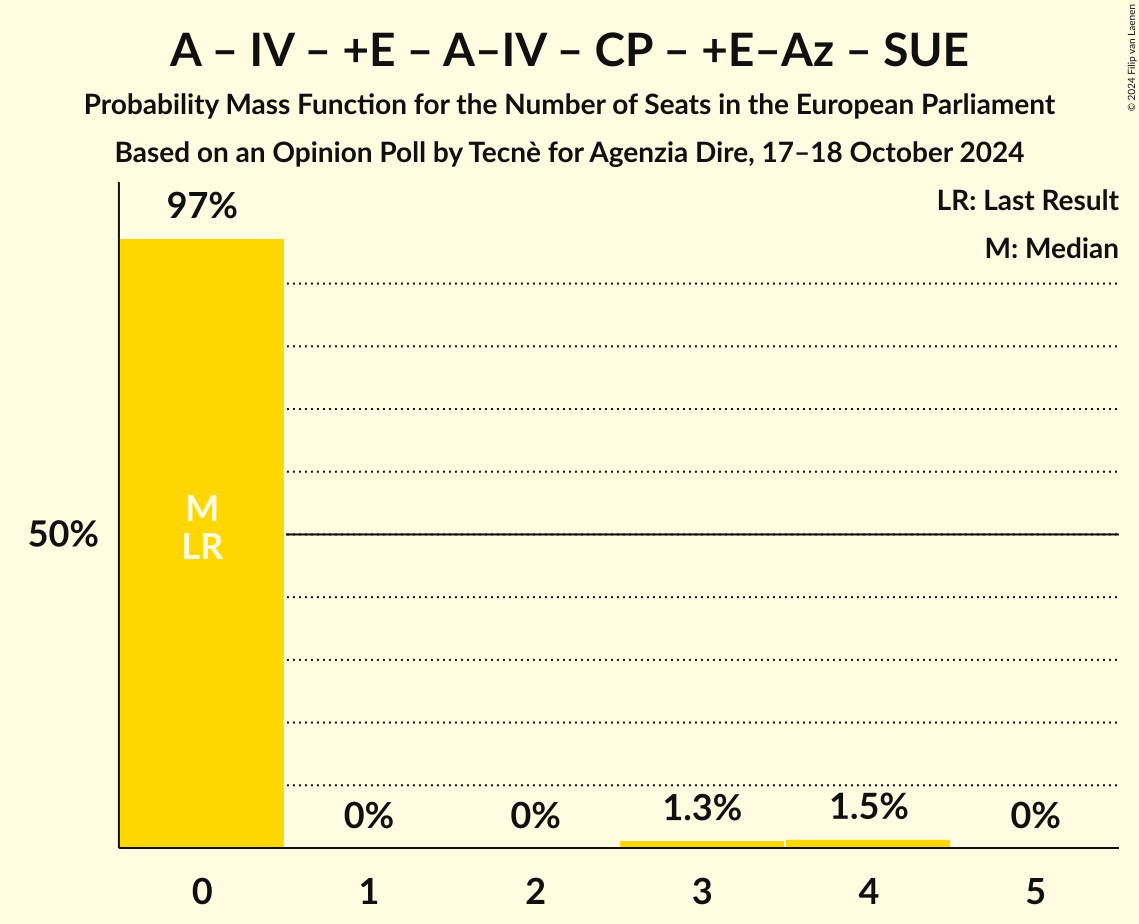 A – IV – +E – A–IV – CP – +E–Az – SUE
Probability Mass Function for the Number of Seats in the European Parliament
Based on an Opinion Poll by Tecnè for Agenzia Dire, 17–18 October 2024
© 2024 Filip van Laenen
LR: Last Result
M: Median
97%
M
LR
50%
0%
0%
1.3%
1.5%
0%
0
1
2
3
4
5